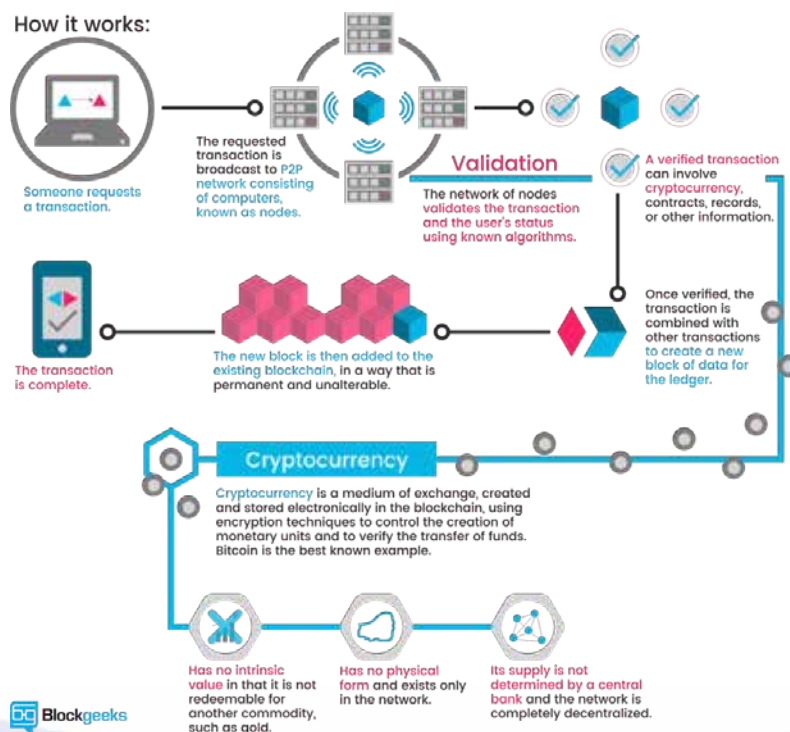 How it works:
Someone requests
a transaction.
The requested
transaction is
broadcast to P2P
network consisting
of computers,
known as nodes.
Validation
The network of nodes
validates the transaction
and the user's status
using known algorithms.
A verified transaction
can involve
cryptocurrency,
contracts, records,
or other information.
Once verified, the
transaction is
combined with
other transactions
to create a new
block of data for
the ledger.
The new block is then added to the
existing blockchain, in a way that is
permanent and unalterable.
The transaction
is complete.
Cryptocurrency
Cryptocurrency is a medium of exchange, created
and stored electronically in the blockchain, using
encryption techniques to control the creation of
monetary units and to verify the transfer of funds.
Bitcoin is the best known example.
Has no intrinsic
value in that it is not
redeemable for
another commodity,
such as gold.
Has no physical
form and exists only
in the network.
Its supply is not
determined by a central
bank and the network is
completely decentralized.
Blockgeeks